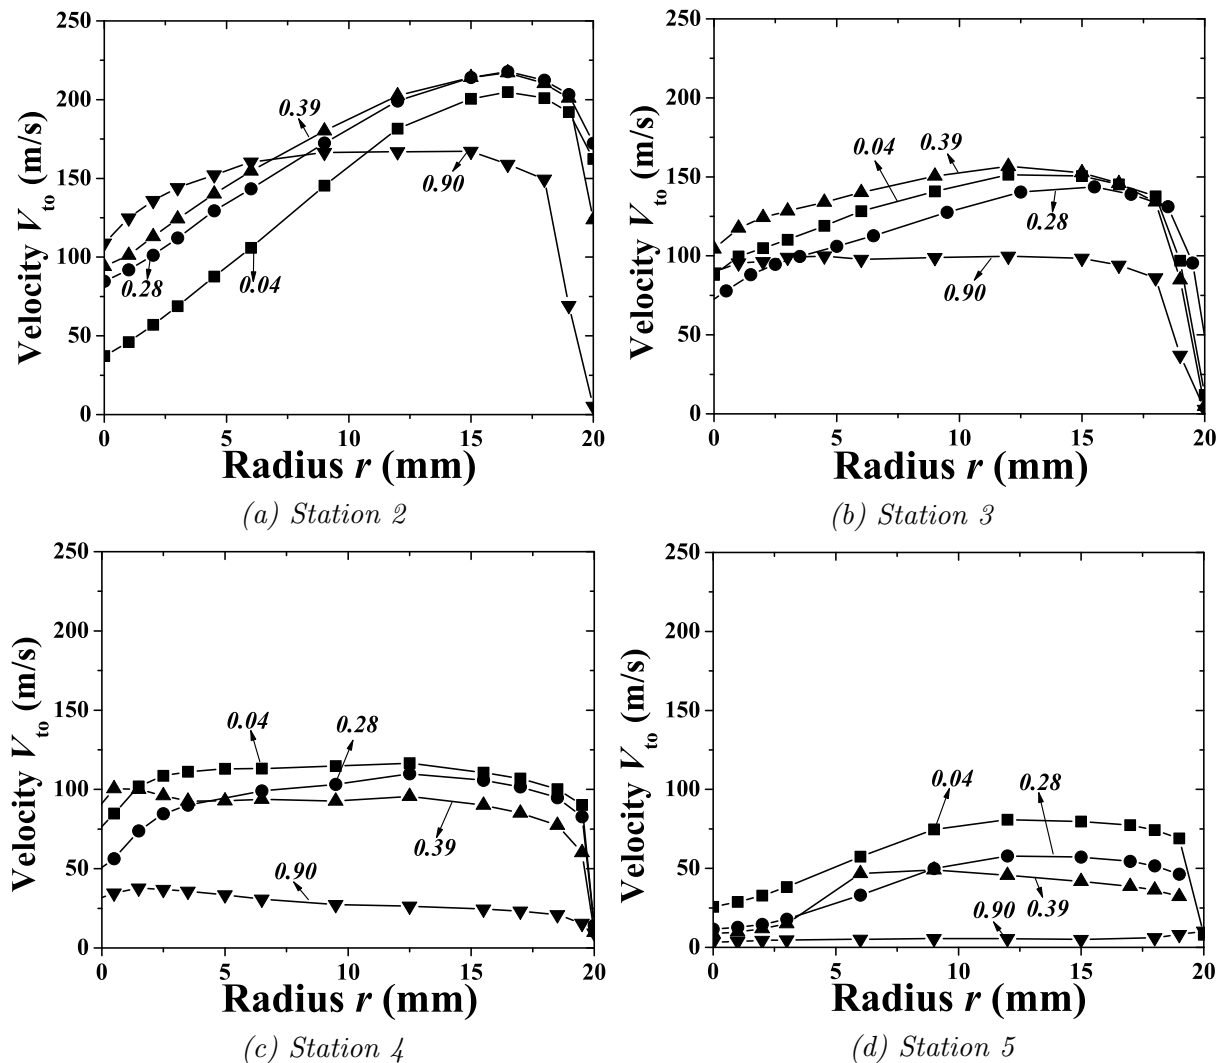 250
200
150
100
50
0
Velocity V_to (m/s)
0.39
0.90
0.28
0.04
0 5 10 15 20
Radius r (mm)
(a) Station 2
250
200
150
100
50
0
Velocity V_to (m/s)
0.04
0.39
0.28
0.90
0 5 10 15 20
Radius r (mm)
(b) Station 3
250
200
150
100
50
0
Velocity V_to (m/s)
0.04
0.28
0.39
0.90
0 5 10 15 20
Radius r (mm)
(c) Station 4
250
200
150
100
50
0
Velocity V_to (m/s)
0.04
0.28
0.90
0.39
0 5 10 15 20
Radius r (mm)
(d) Station 5